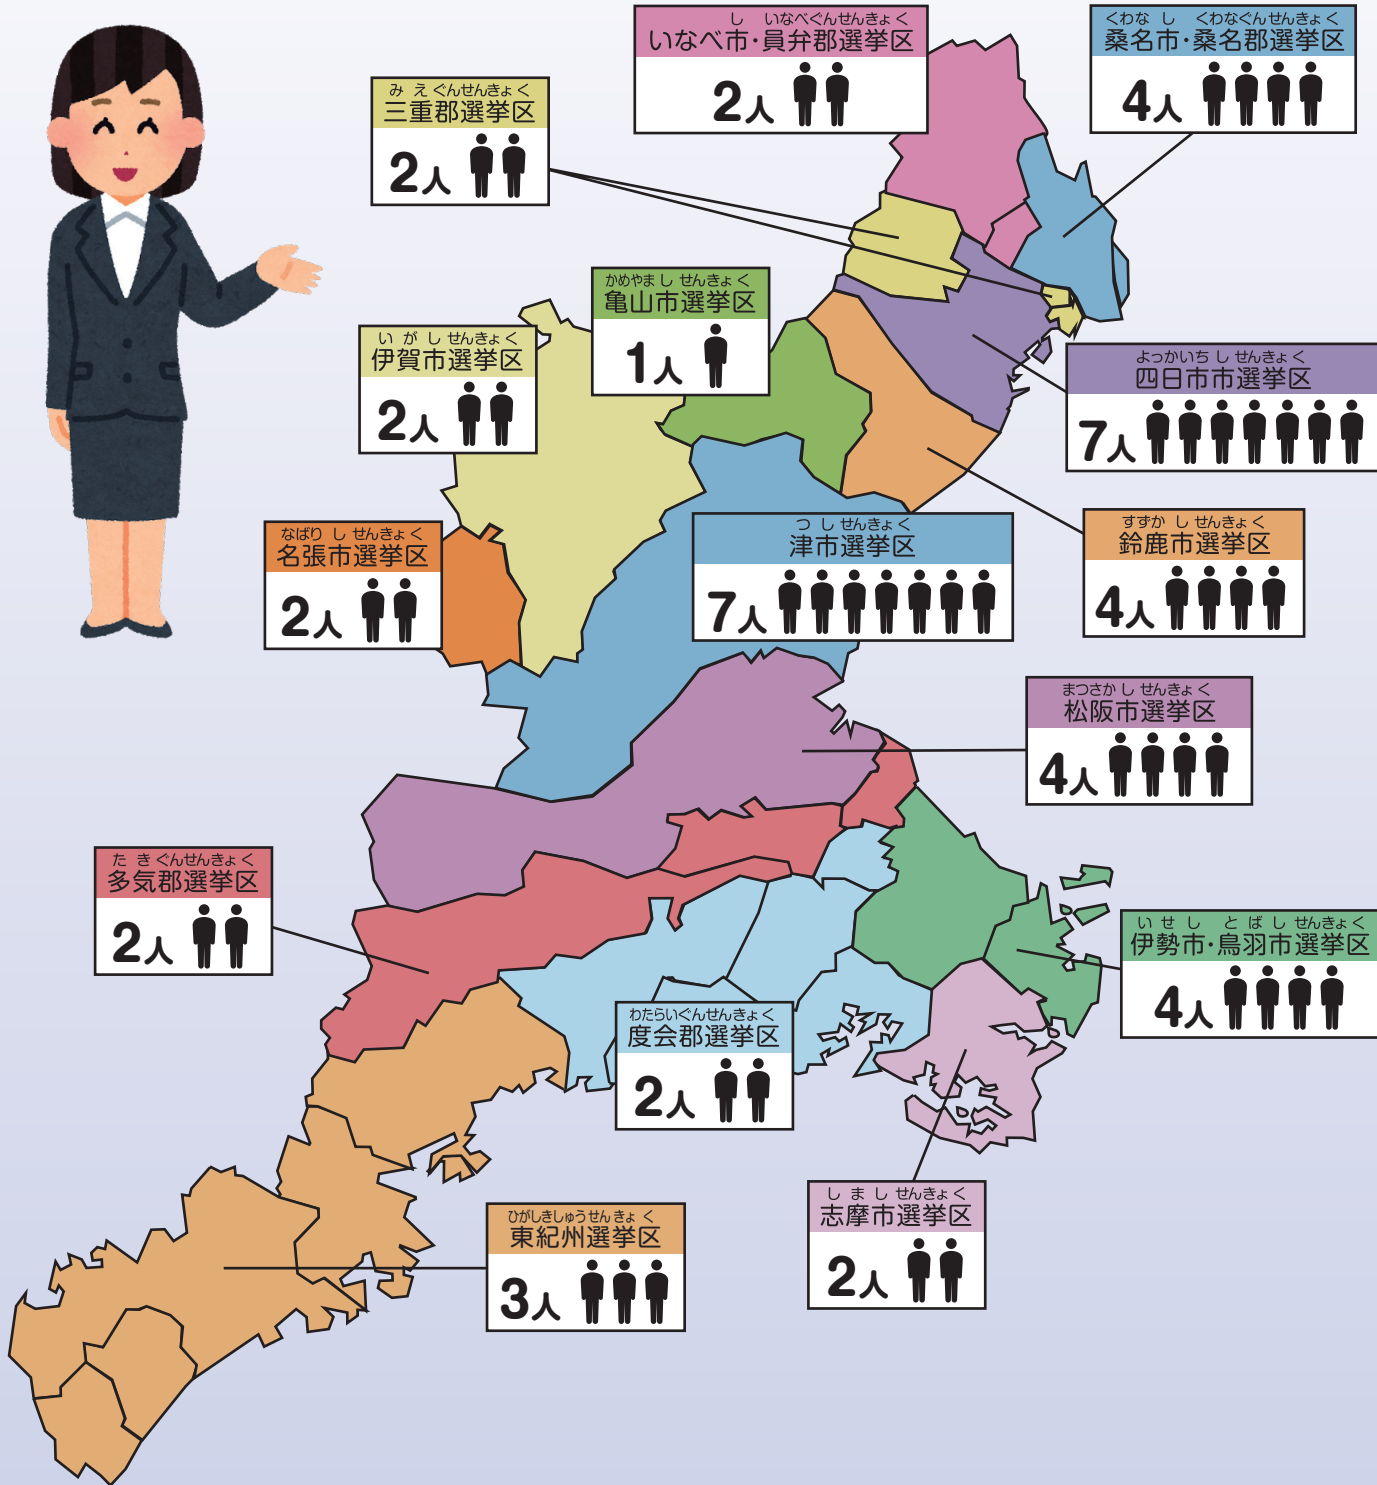 し いなべぐんせんきょく
いなべ市・員弁郡選挙区
2人
くわな し くわなぐんせんきょく
桑名市・桑名郡選挙区
4人
み え ぐんせんきょ く
三重郡選挙区
2人
かめやま し せんきょく
亀山市選挙区
1人
い が し せんきょ く
伊賀市選挙区
2人
よっかいち し せんきょ く
四日市市選挙区
7人
なばり し せんきょく
名張市選挙区
2人
つ し せんきょ く
津市選挙区
7人
すずか し せんきょ く
鈴鹿市選挙区
4人
まつさか し せんきょ く
松阪市選挙区
4人
た き ぐんせんきょ く
多気郡選挙区
2人
い せ し と ば し せんきょ く
伊勢市・鳥羽市選挙区
4人
わたらいぐんせんきょ く
度会郡選挙区
2人
し ま し せんきょ く
志摩市選挙区
2人
ひがしきしゅうせん きょ く
東紀州選挙区
3人